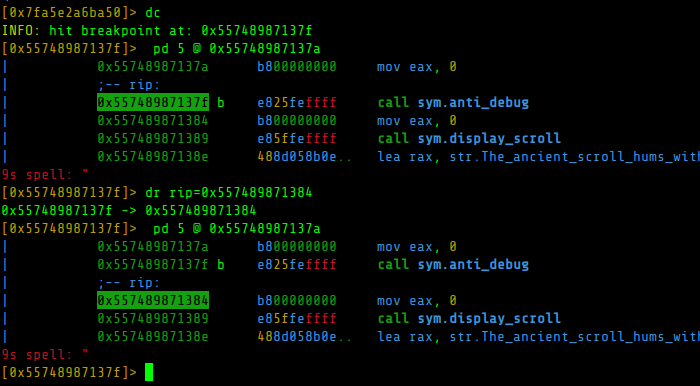 [0x7fa5e2a6ba50]> dc
INFO: hit breakpoint at: 0x55748987137f
[0x55748987137f]>  pd 5 @ 0x55748987137a
|           0x55748987137a      b800000000     mov eax, 0
|           ;-- rip:
|           0x55748987137f b    e825feffff     call sym.anti_debug
|           0x557489871384      b800000000     mov eax, 0
|           0x557489871389      e85ffeffff     call sym.display_scroll
|           0x55748987138e      488d058b0e..   lea rax, str.The_ancient_scroll_hums_with
9s spell: "
[0x55748987137f]> dr rip=0x557489871384
0x55748987137f -> 0x557489871384
[0x55748987137f]>  pd 5 @ 0x55748987137a
|           0x55748987137a      b800000000     mov eax, 0
|           0x55748987137f b    e825feffff     call sym.anti_debug
|           ;-- rip:
|           0x557489871384      b800000000     mov eax, 0
|           0x557489871389      e85ffeffff     call sym.display_scroll
|           0x55748987138e      488d058b0e..   lea rax, str.The_ancient_scroll_hums_with
9s spell: "
[0x55748987137f]>